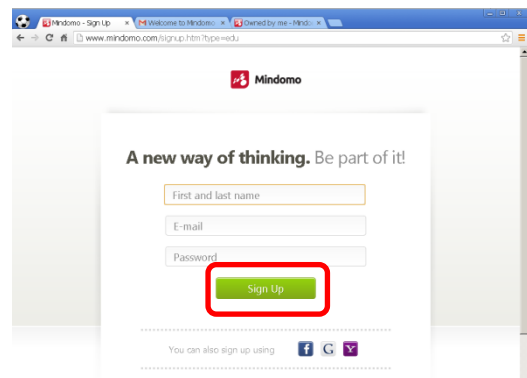 Mindomo - Sign Up
Welcome to Mindomo
Owned by me - Mindo
www.mindomo.com/signup.htm?type=edu
Mindomo
A new way of thinking. Be part of it!
First and last name
E-mail
Password
Sign Up
You can also sign up using
f G Y